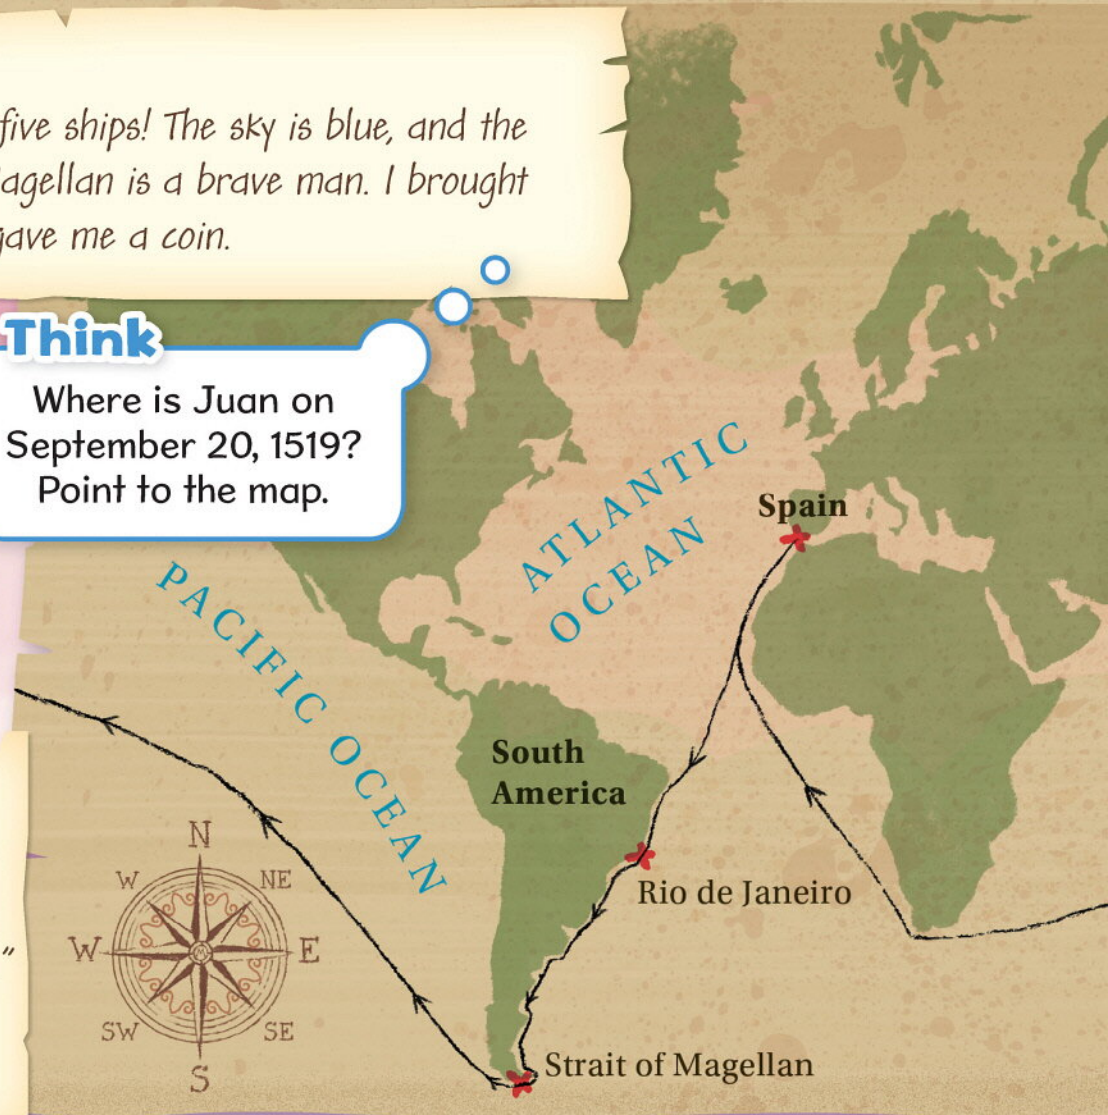 five ships! The sky is blue, and the
agellan is a brave man. I brought
gave me a coin.
Think
Where is Juan on
September 20, 1519?
Point to the map.
ATLANTIC
OCEAN
Spain
PACIFIC OCEAN
South
America
Rio de Janeiro
Strait of Magellan
N
W
NE
W
E
SW
SE
S
"